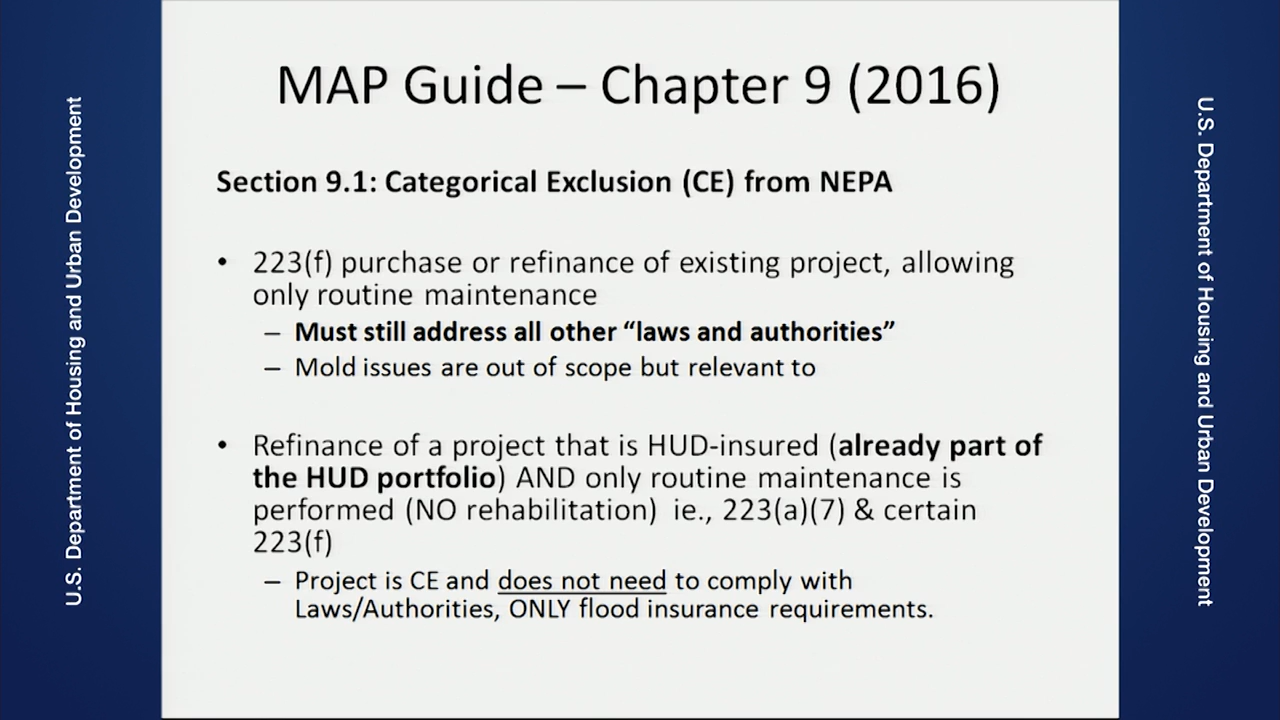 U.S. Department of Housing and Urban Development
MAP Guide – Chapter 9 (2016)
Section 9.1: Categorical Exclusion (CE) from NEPA
• 223(f) purchase or refinance of existing project, allowing
only routine maintenance
– Must still address all other “laws and authorities”
– Mold issues are out of scope but relevant to
• Refinance of a project that is HUD-insured (already part of
the HUD portfolio) AND only routine maintenance is
performed (NO rehabilitation) ie., 223(a)(7) & certain
223(f)
– Project is CE and does not need to comply with
Laws/Authorities, ONLY flood insurance requirements.
U.S. Department of Housing and Urban Development